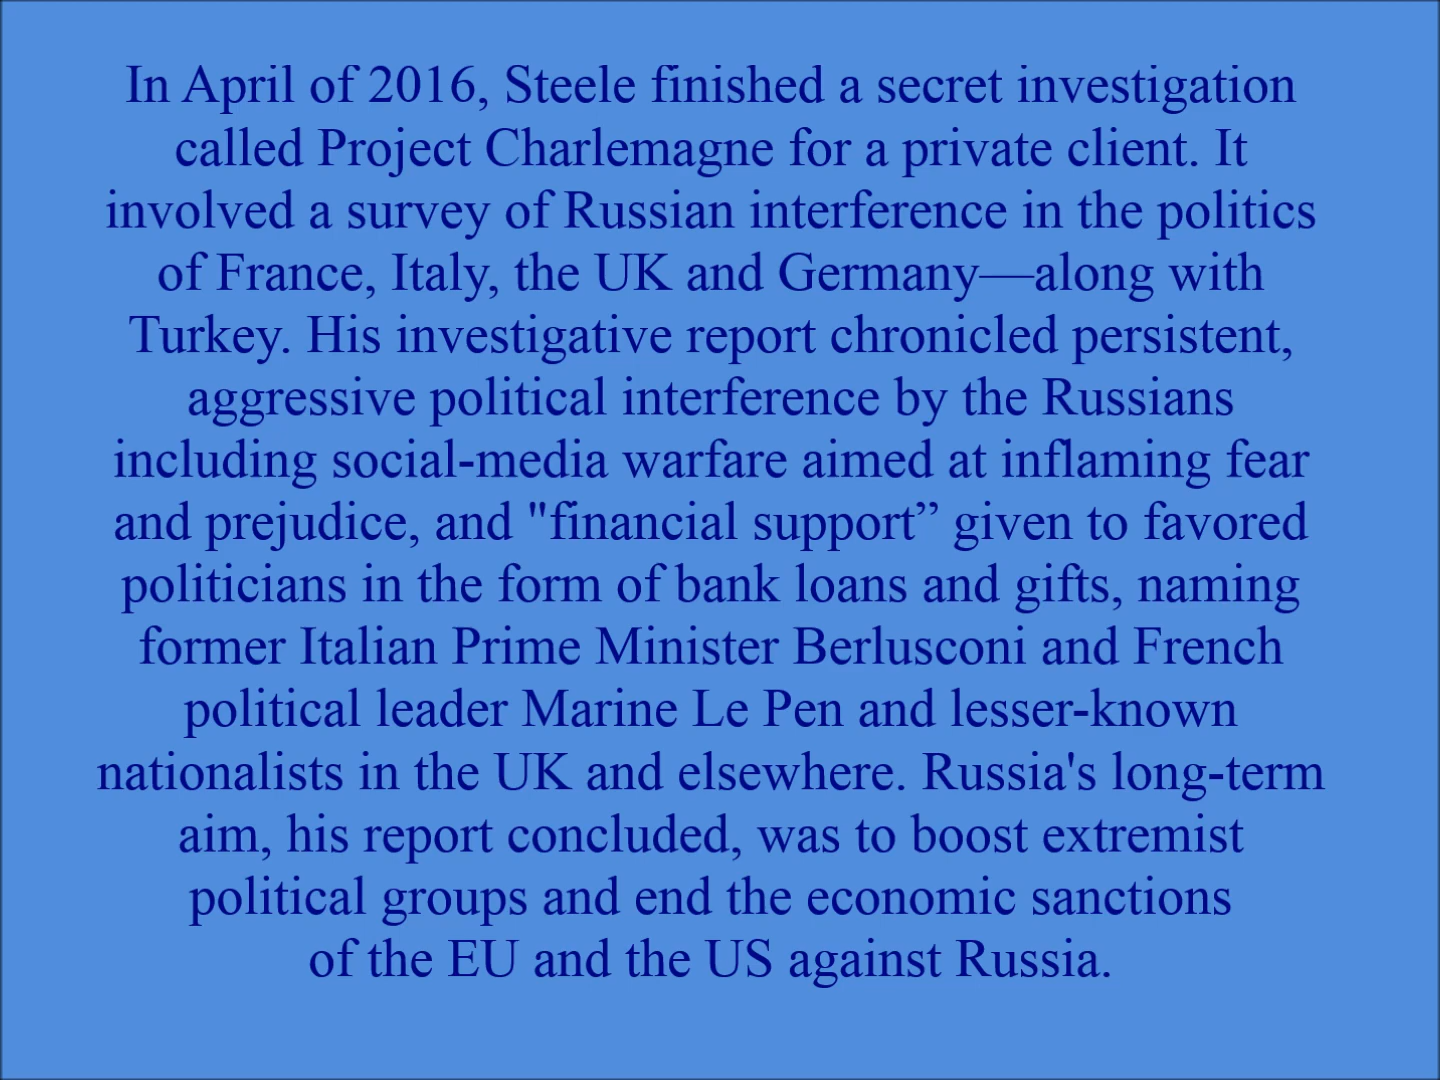 In April of 2016, Steele finished a secret investigation
called Project Charlemagne for a private client. It
involved a survey of Russian interference in the politics
of France, Italy, the UK and Germany—along with
Turkey. His investigative report chronicled persistent,
aggressive political interference by the Russians
including social-media warfare aimed at inflaming fear
and prejudice, and "financial support” given to favored
politicians in the form of bank loans and gifts, naming
former Italian Prime Minister Berlusconi and French
political leader Marine Le Pen and lesser-known
nationalists in the UK and elsewhere. Russia's long-term
aim, his report concluded, was to boost extremist
political groups and end the economic sanctions
of the EU and the US against Russia.